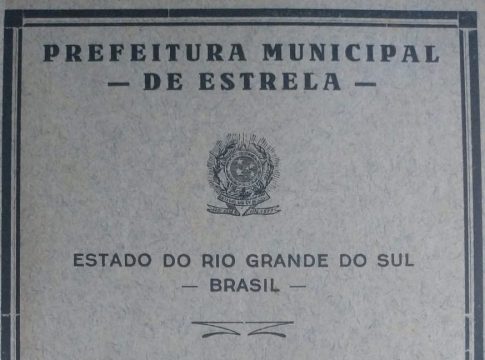 PREFEITURA MUNICIPAL
— DE ESTRELA —
ESTADO DO RIO GRANDE DO SUL
— BRASIL —